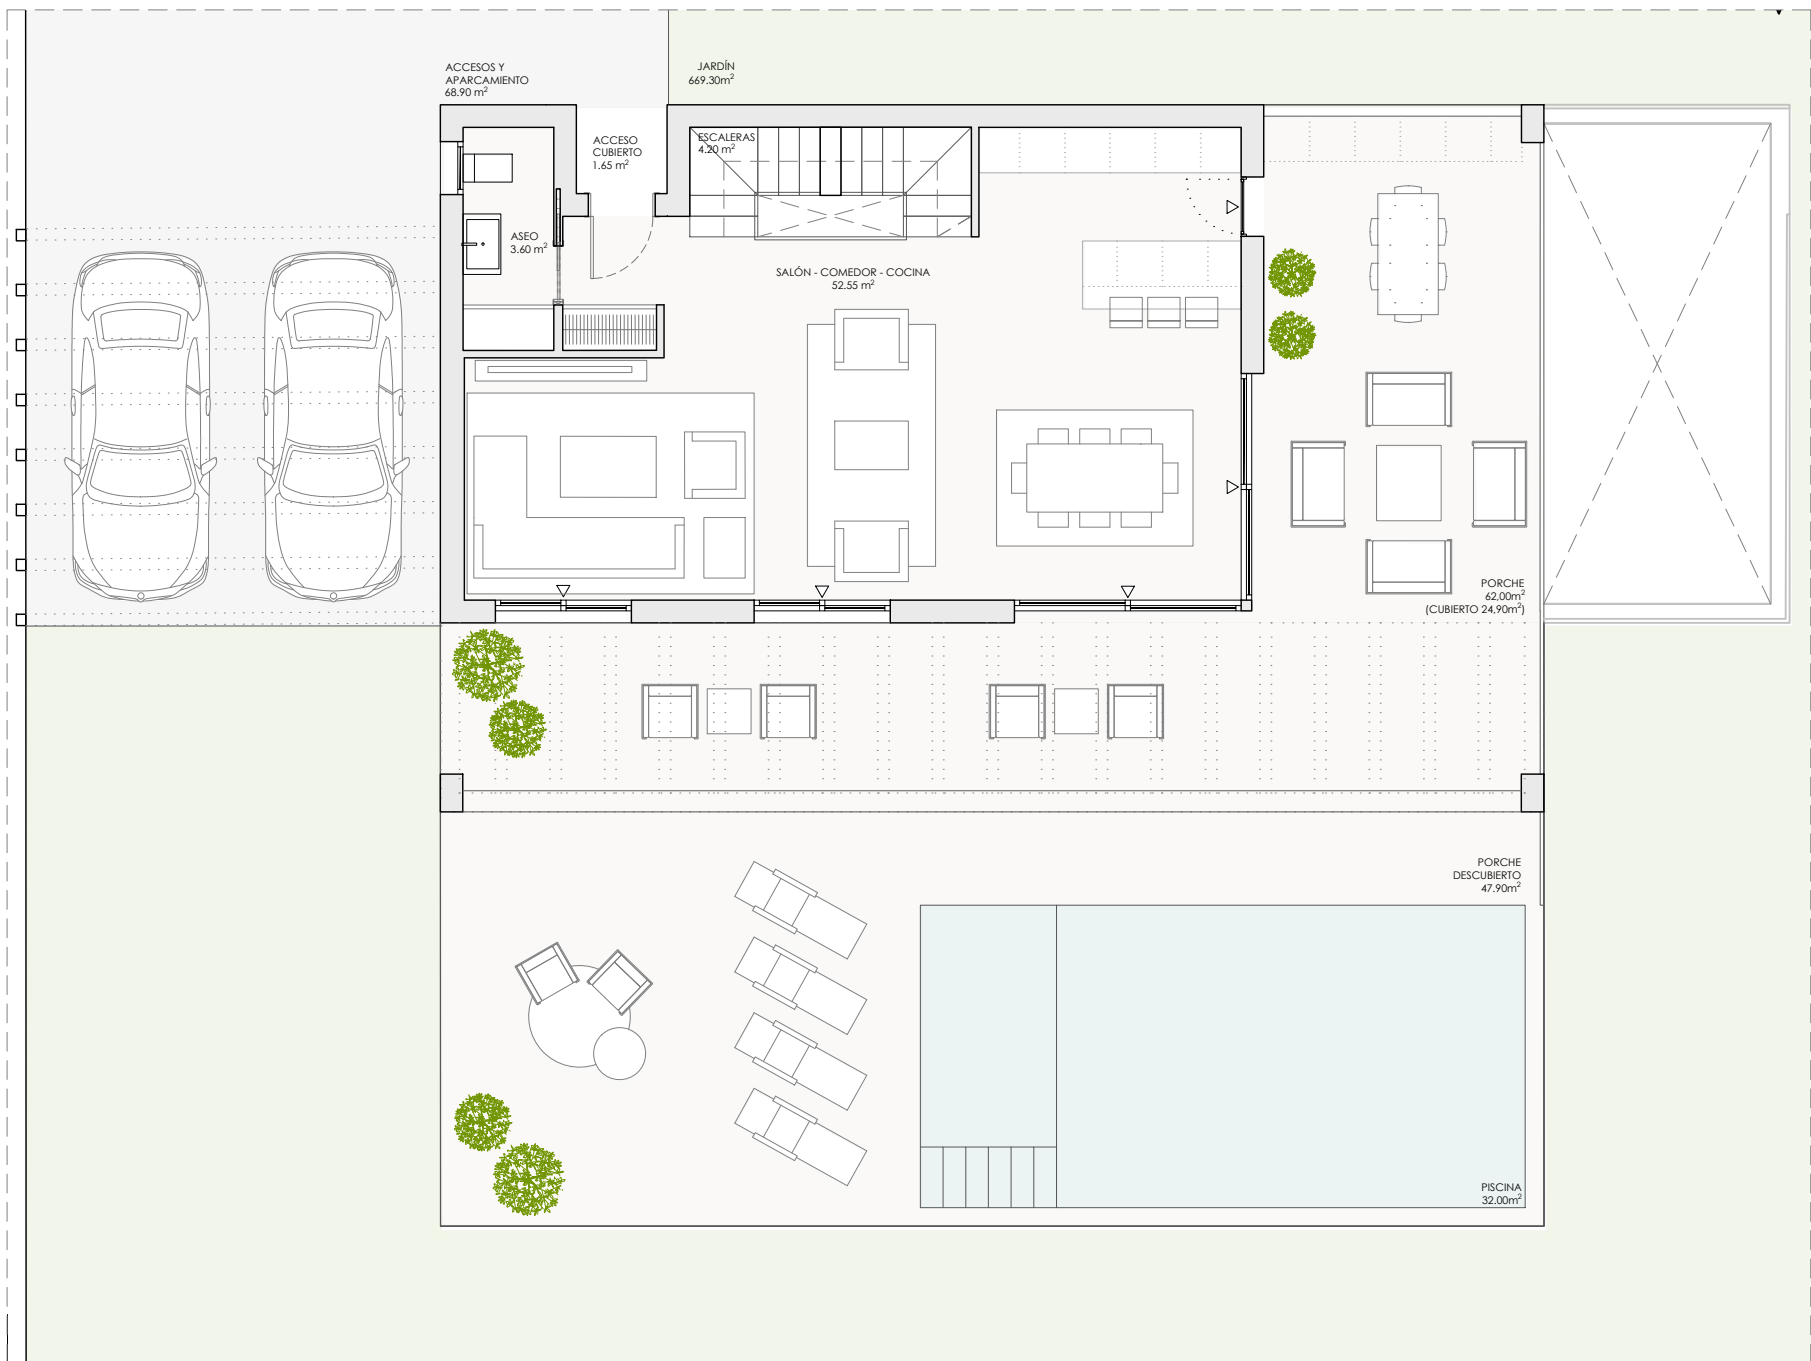 ACCESOS Y
APARCAMIENTO
68.90 m²
JARDÍN
669.30m²
ACCESO
CUBIERTO
1.65 m²
ESCALERAS
4.20 m²
ASEO
3.60 m²
SALÓN - COMEDOR - COCINA
52.55 m²
PORCHE
62,00m²
(CUBIERTO 24,90m²)
PORCHE
DESCUBIERTO
47.90m²
PISCINA
32.00m²